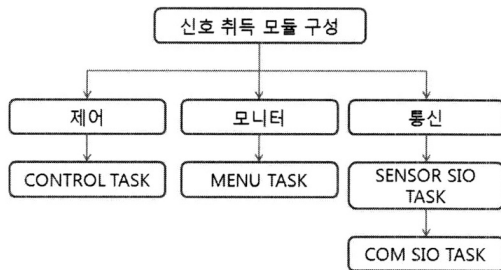 신호 취득 모듈 구성
제어
모니터
통신
CONTROL TASK
MENU TASK
SENSOR SIO
TASK
COM SIO TASK